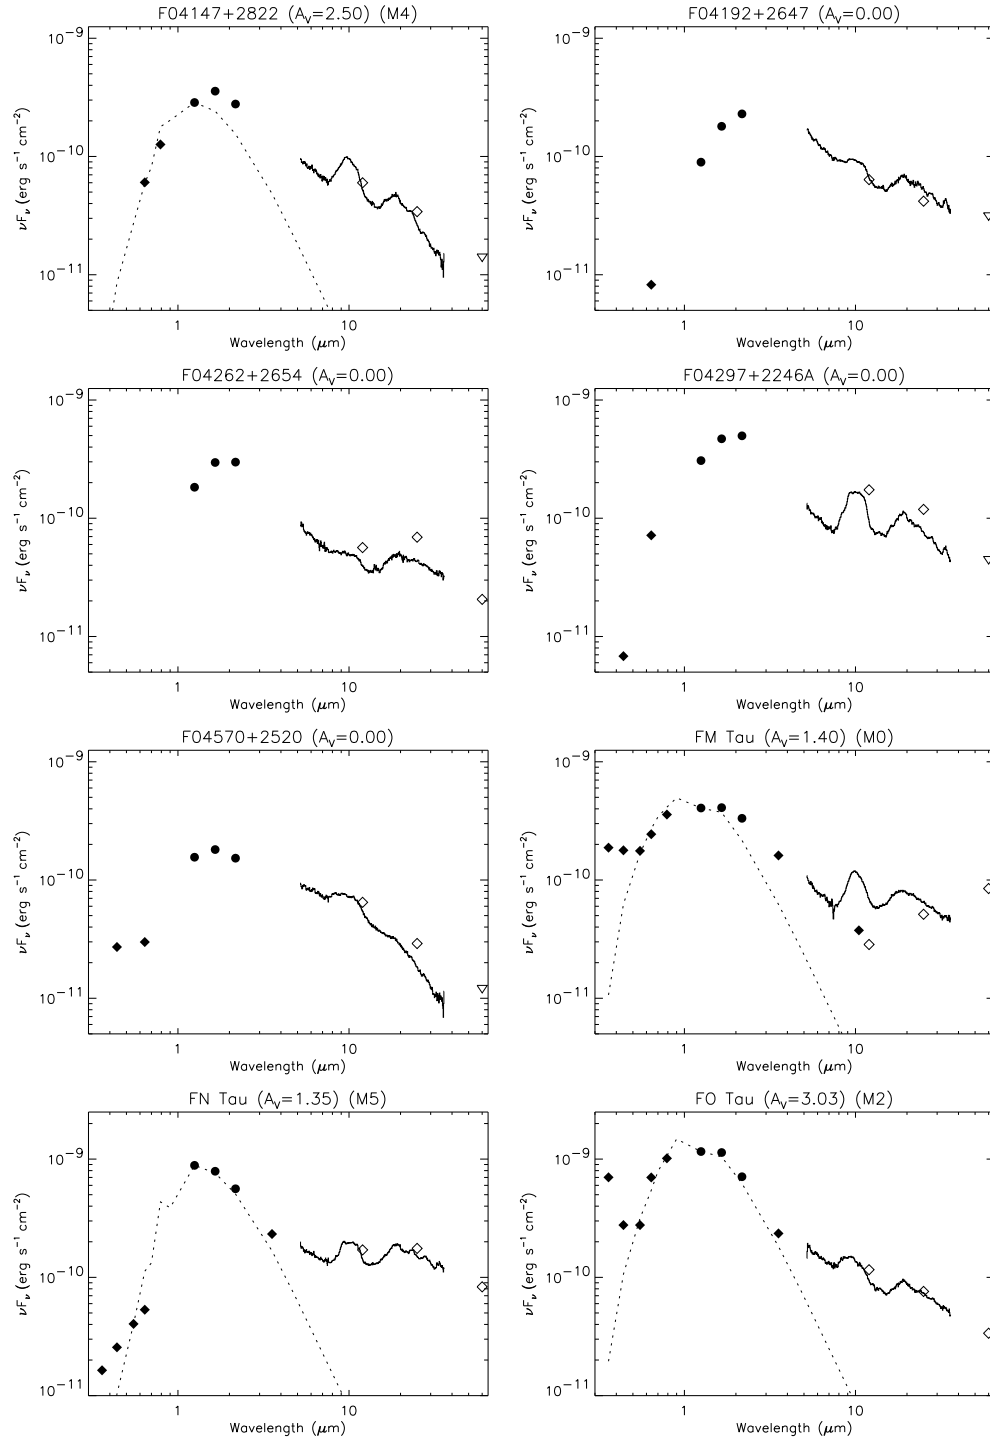 F04147+2822 (A_V=2.50) (M4)
10^-9
10^-10
10^-11
νF_ν (erg s^-1 cm^-2)
1
10
Wavelength (μm)
F04192+2647 (A_V=0.00)
10^-9
10^-10
10^-11
νF_ν (erg s^-1 cm^-2)
1
10
Wavelength (μm)
F04262+2654 (A_V=0.00)
10^-9
10^-10
10^-11
νF_ν (erg s^-1 cm^-2)
1
10
Wavelength (μm)
F04297+2246A (A_V=0.00)
10^-9
10^-10
10^-11
νF_ν (erg s^-1 cm^-2)
1
10
Wavelength (μm)
F04570+2520 (A_V=0.00)
10^-9
10^-10
10^-11
νF_ν (erg s^-1 cm^-2)
1
10
Wavelength (μm)
FM Tau (A_V=1.40) (M0)
10^-9
10^-10
10^-11
νF_ν (erg s^-1 cm^-2)
1
10
Wavelength (μm)
FN Tau (A_V=1.35) (M5)
10^-9
10^-10
10^-11
νF_ν (erg s^-1 cm^-2)
1
10
Wavelength (μm)
FO Tau (A_V=3.03) (M2)
10^-9
10^-10
10^-11
νF_ν (erg s^-1 cm^-2)
1
10
Wavelength (μm)